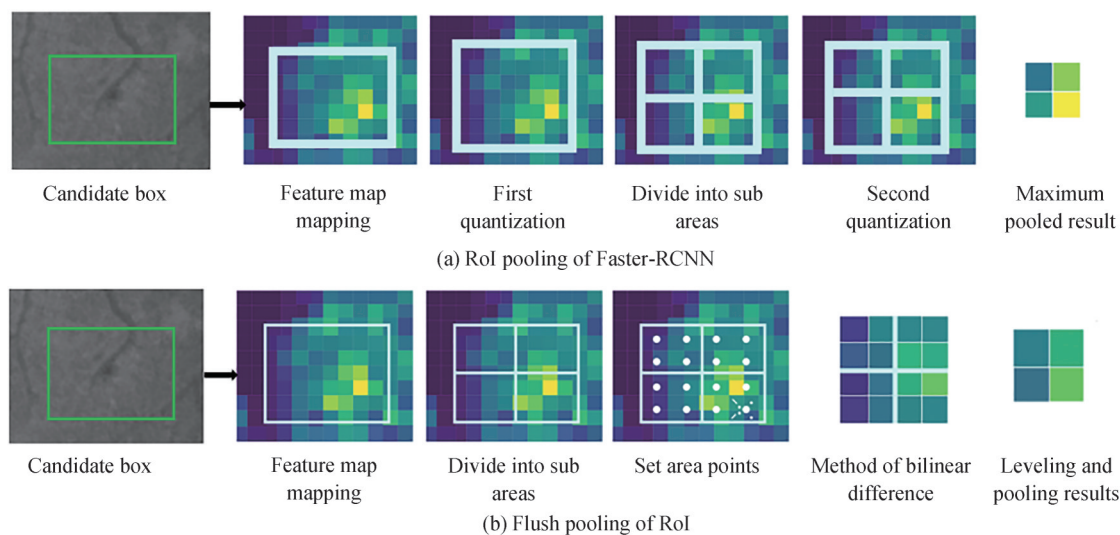 Candidate box
Feature map
mapping
First
quantization
Divide into sub
areas
Second
quantization
Maximum
pooled result
(a) RoI pooling of Faster-RCNN
Candidate box
Feature map
mapping
Divide into sub
areas
Set area points
Method of bilinear
difference
Leveling and
pooling results
(b) Flush pooling of RoI